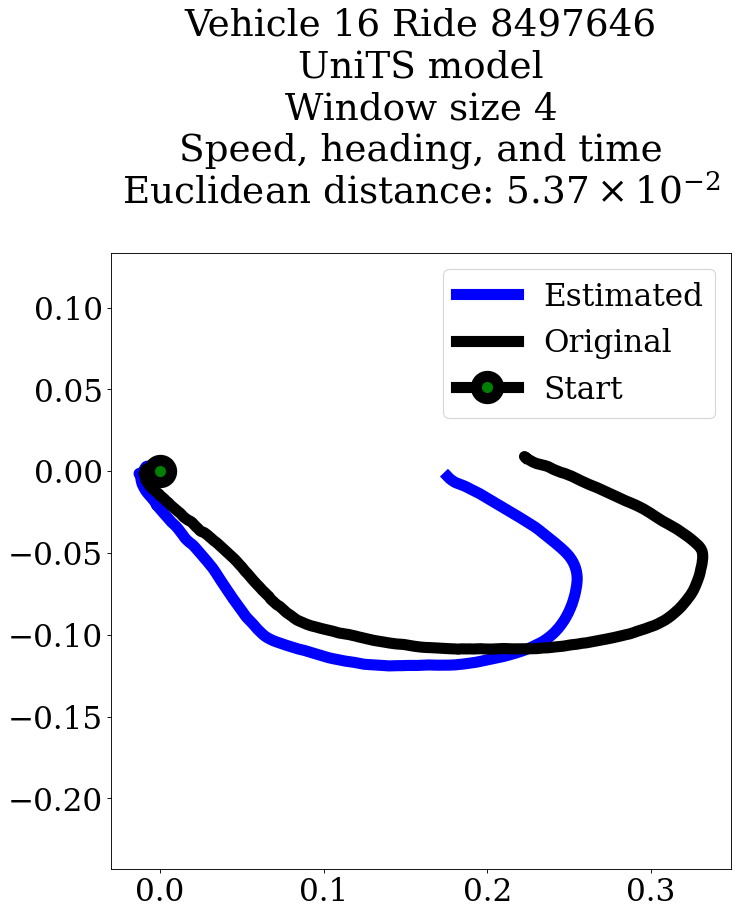 Vehicle 16 Ride 8497646
UniTS model
Window size 4
Speed, heading, and time
Euclidean distance: 5.37 × 10⁻²
Estimated
Original
Start
0.10
0.05
0.00
−0.05
−0.10
−0.15
−0.20
0.0 0.1 0.2 0.3